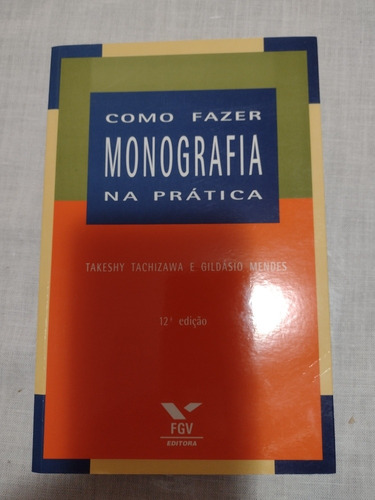 COMO FAZER
MONOGRAFIA
NA PRÁTICA
TAKESHY TACHIZAWA E GILDÁSIO MENDES
12ª edição
FGV
EDITORA